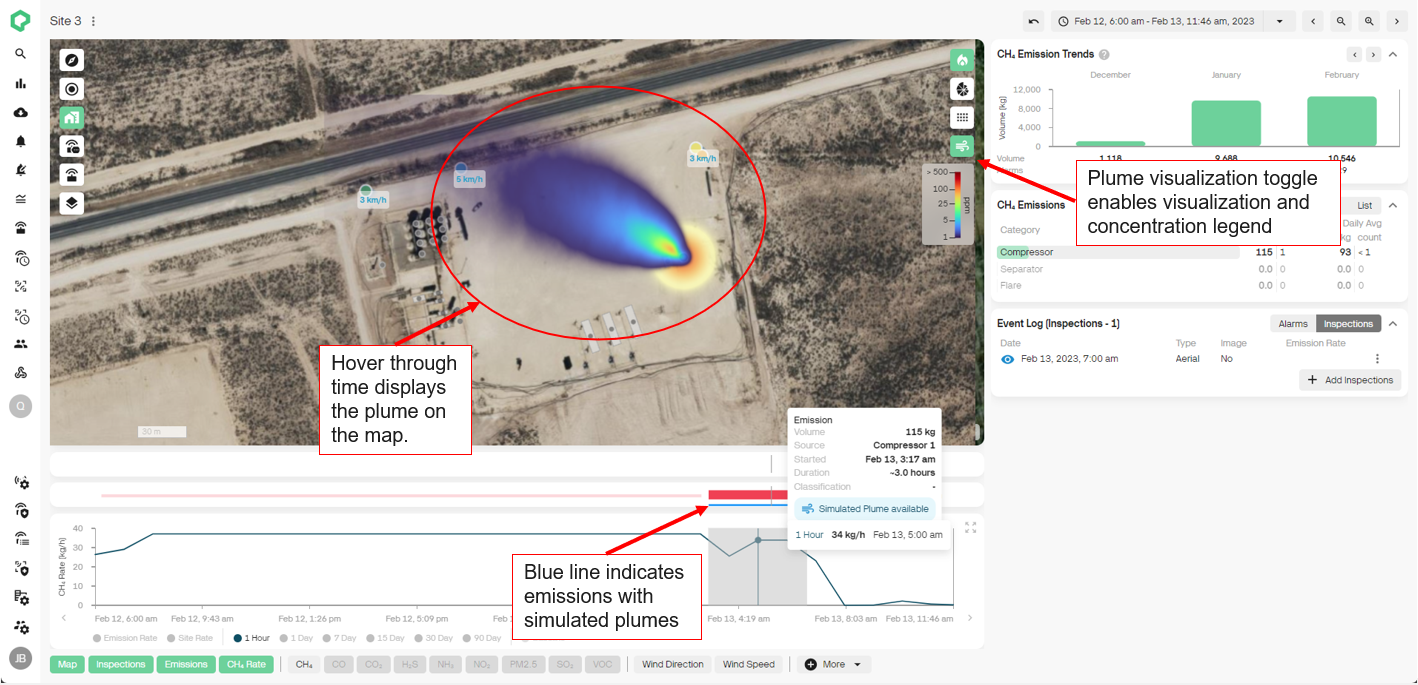 Site 3
Feb 12, 6:00 am - Feb 13, 11:46 am, 2023
3 km/h
5 km/h
3 km/h
> 500
100
25
5
1
ppm
30 m
Hover through
time displays
the plume on
the map.
CH₄ Emission Trends ?
December January February
Volume [kg]
12,000
8,000
4,000
0
Volume 1,118 9,688 10,546
Plume visualization toggle
enables visualization and
concentration legend
CH₄ Emissions List
Category Daily Avg
kg count
Compressor 115 1 93 < 1
Separator 0.0 0 0.0 0
Flare 0.0 0 0.0 0
Event Log (Inspections - 1) Alarms Inspections
Date Type Image Emission Rate
Feb 13, 2023, 7:00 am Aerial No
+ Add Inspections
Q
JB
Emission
Volume 115 kg
Source Compressor 1
Started Feb 13, 3:17 am
Duration ~3.0 hours
Classification -
Simulated Plume available
1 Hour 34 kg/h Feb 13, 5:00 am
Blue line indicates
emissions with
simulated plumes
CH₄ Rate [kg/h]
40
30
20
10
0
Feb 12, 6:00 am Feb 12, 9:43 am Feb 12, 1:26 pm Feb 12, 5:09 pm Feb 13, 4:19 am Feb 13, 8:03 am Feb 13, 11:46 am
Emission Rate Site Rate 1 Hour 1 Day 7 Day 15 Day 30 Day 90 Day
Map Inspections Emissions CH₄ Rate CH₄ CO CO₂ H₂S NH₃ NO₂ PM2.5 SO₂ VOC Wind Direction Wind Speed + More